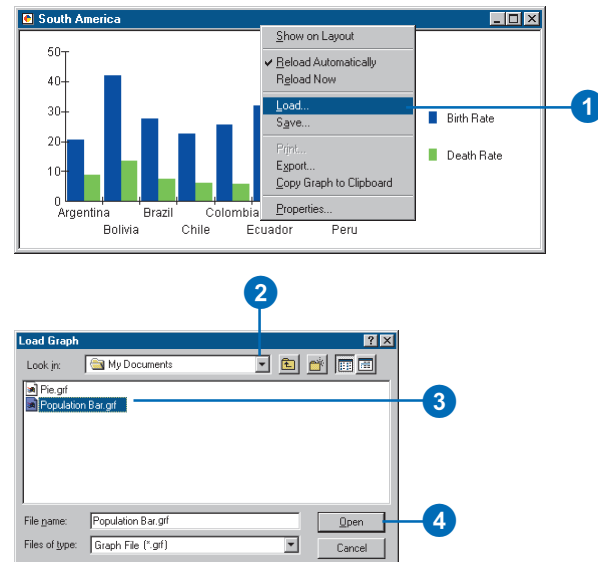 South America
Show on Layout
Reload Automatically
Reload Now
Load...
Save...
Print...
Export...
Copy Graph to Clipboard
Properties...
1
50
40
30
20
10
0
Birth Rate
Death Rate
Argentina Brazil Colombia
Bolivia Chile Ecuador Peru
2
Load Graph
Look in: My Documents
Pie.grf
Population Bar.grf
3
File name: Population Bar.grf Open
4
Files of type: Graph File (*.grf) Cancel